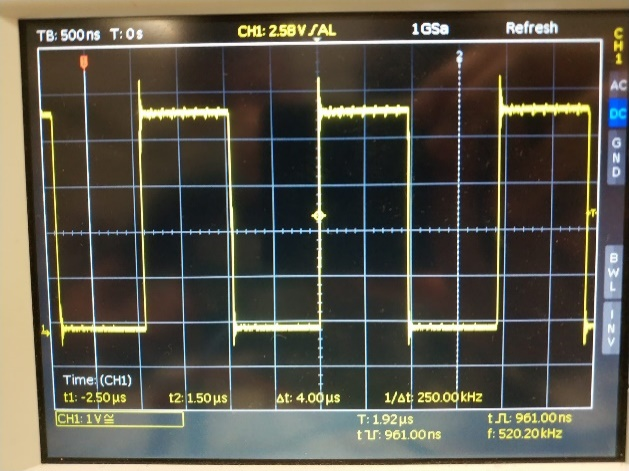 TB: 500 ns T: 0 s CH1: 2.58 V / AL 1GSa Refresh
CH1
2
AC
DC
GND
T
1
BWL
INV
Time: (CH1)
t1: -2.50 µs t2: 1.50 µs Δt: 4.00 µs 1/Δt: 250.00 kHz
CH1: 1 V ≅ T: 1.92 µs t⎍: 961.00 ns
t: 961.00 ns f: 520.20 kHz